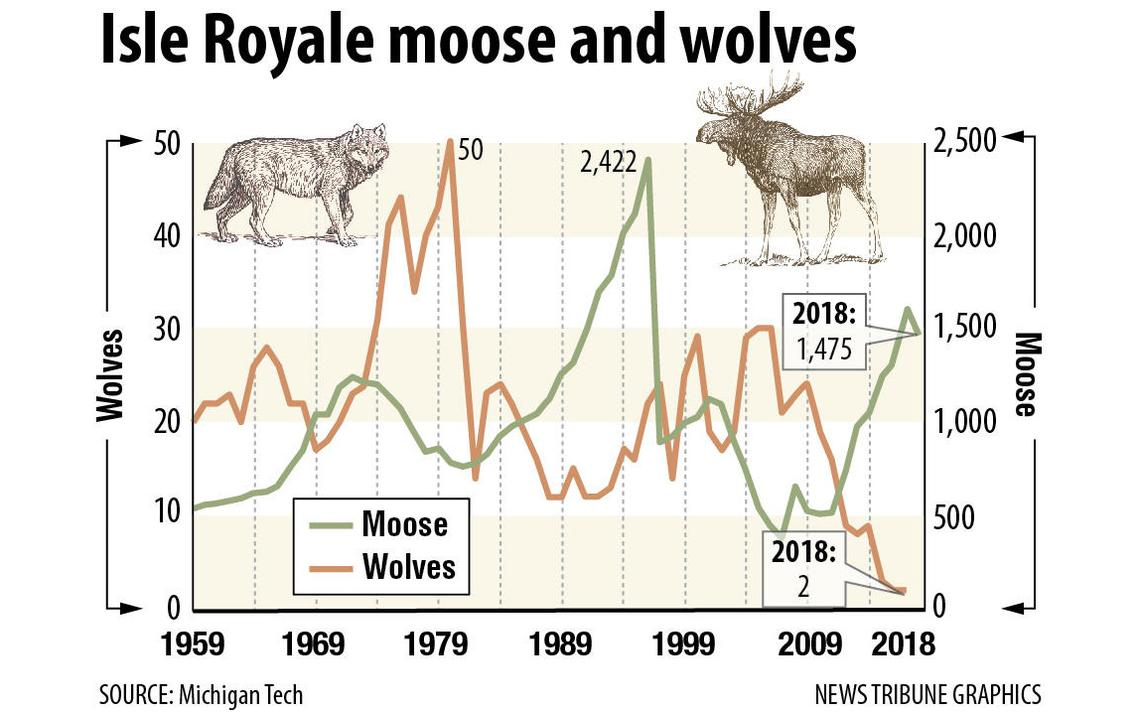 Isle Royale moose and wolves
50
40
30
20
10
0
Wolves
50
2,422
2,500
2,000
1,500
1,000
500
0
Moose
2018:
1,475
2018:
2
Moose
Wolves
1959 1969 1979 1989 1999 2009 2018
SOURCE: Michigan Tech
NEWS TRIBUNE GRAPHICS